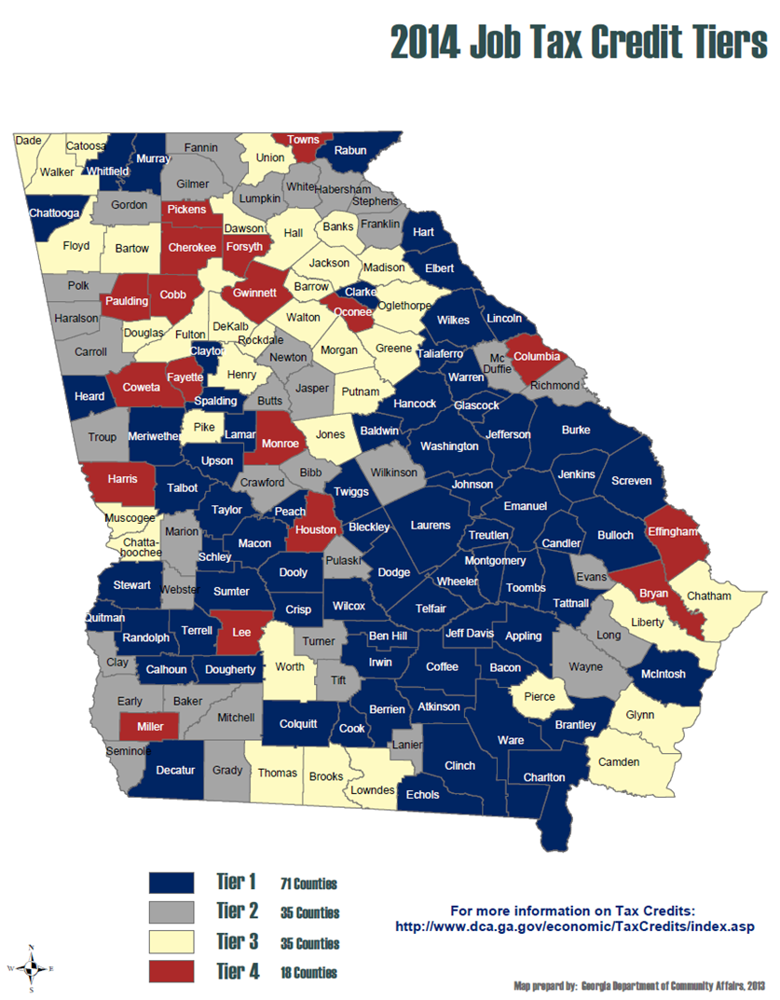 2014 Job Tax Credit Tiers
Dade
Catoosa
Walker
Whitfield
Murray
Fannin
Union
Towns
Rabun
Gilmer
White
Habersham
Lumpkin
Stephens
Chattooga
Gordon
Pickens
Dawson
Hall
Banks
Franklin
Hart
Floyd
Bartow
Cherokee
Forsyth
Jackson
Madison
Elbert
Polk
Paulding
Cobb
Gwinnett
Barrow
Clarke
Oglethorpe
Haralson
Oconee
Wilkes
Lincoln
Douglas
Fulton
DeKalb
Walton
Rockdale
Carroll
Clayton
Newton
Morgan
Greene
Taliaferro
Mc
Duffie
Columbia
Henry
Warren
Heard
Coweta
Fayette
Spalding
Butts
Jasper
Putnam
Hancock
Glascock
Richmond
Troup
Meriwether
Pike
Lamar
Monroe
Jones
Baldwin
Washington
Jefferson
Burke
Upson
Harris
Talbot
Crawford
Bibb
Twiggs
Wilkinson
Johnson
Jenkins
Screven
Emanuel
Muscogee
Taylor
Peach
Houston
Bleckley
Laurens
Treutlen
Candler
Bulloch
Effingham
Chatta-
hoochee
Marion
Schley
Macon
Pulaski
Dooly
Dodge
Montgomery
Wheeler
Toombs
Evans
Bryan
Chatham
Stewart
Webster
Sumter
Crisp
Wilcox
Telfair
Tattnall
Liberty
Quitman
Randolph
Terrell
Lee
Turner
Ben Hill
Jeff Davis
Appling
Long
Clay
Calhoun
Dougherty
Worth
Tift
Irwin
Coffee
Bacon
Wayne
McIntosh
Early
Baker
Mitchell
Miller
Colquitt
Cook
Berrien
Atkinson
Pierce
Ware
Brantley
Glynn
Seminole
Decatur
Grady
Thomas
Brooks
Lowndes
Lanier
Clinch
Echols
Charlton
Camden
Tier 1 71 Counties
Tier 2 35 Counties
Tier 3 35 Counties
Tier 4 18 Counties
For more information on Tax Credits:
http://www.dca.ga.gov/economic/TaxCredits/index.asp
N
W
E
S
Map prepard by: Georgia Department of Community Affairs, 2013